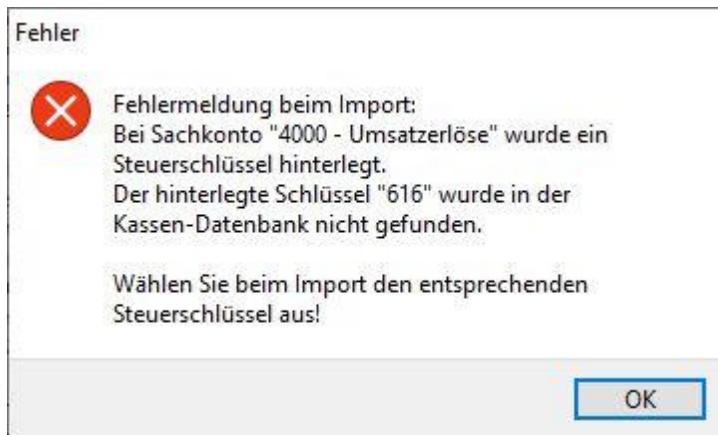 Fehler
Fehlermeldung beim Import:
Bei Sachkonto "4000 - Umsatzerlöse" wurde ein
Steuerschlüssel hinterlegt.
Der hinterlegte Schlüssel "616" wurde in der
Kassen-Datenbank nicht gefunden.
Wählen Sie beim Import den entsprechenden
Steuerschlüssel aus!
OK